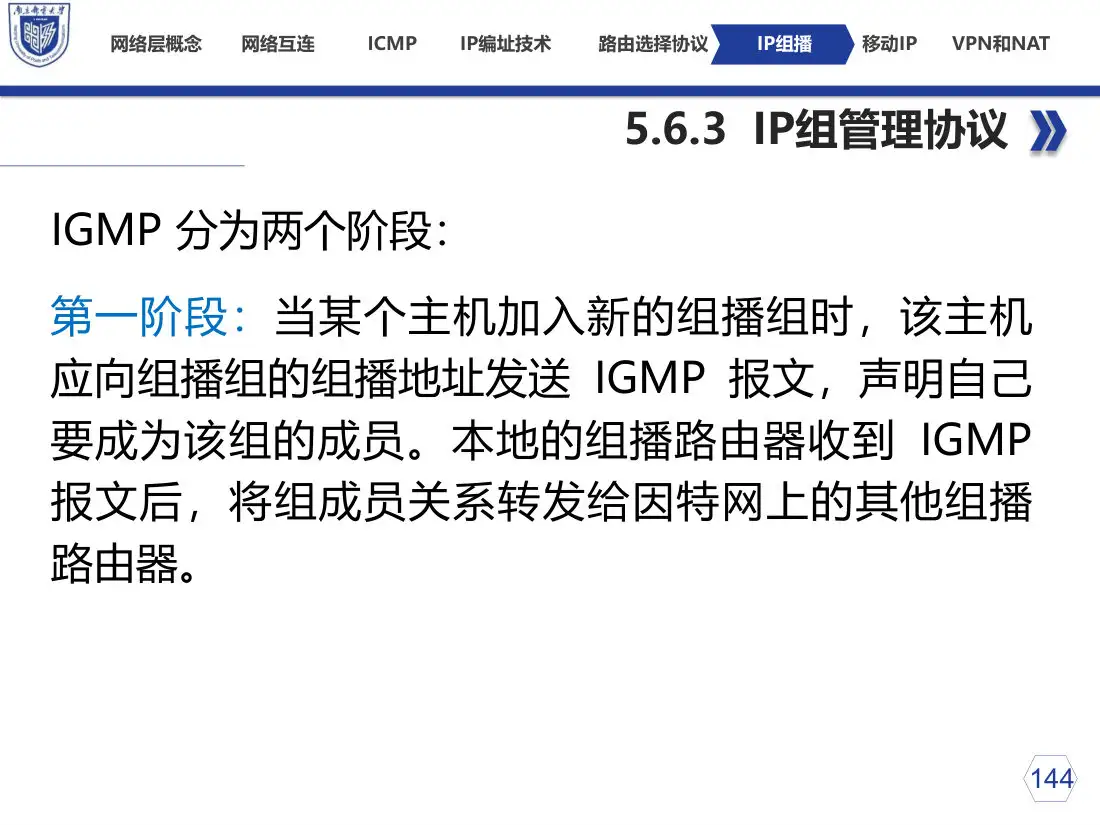 南京邮电大学
网络层概念 网络互连 ICMP IP编址技术 路由选择协议 IP组播 移动IP VPN和NAT
5.6.3 IP组管理协议
IGMP 分为两个阶段：
第一阶段：当某个主机加入新的组播组时，该主机
应向组播组的组播地址发送 IGMP 报文，声明自己
要成为该组的成员。本地的组播路由器收到 IGMP
报文后，将组成员关系转发给因特网上的其他组播
路由器。
144